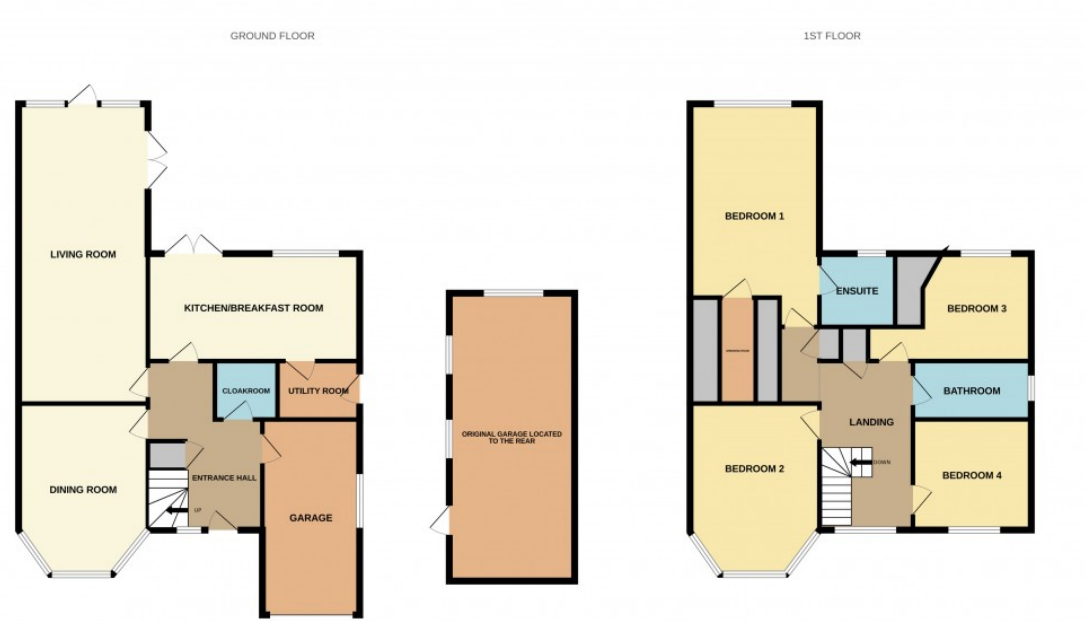 GROUND FLOOR
1ST FLOOR
LIVING ROOM
KITCHEN/BREAKFAST ROOM
CLOAKROOM
UTILITY ROOM
DINING ROOM
ENTRANCE HALL
UP
GARAGE
ORIGINAL GARAGE LOCATED
TO THE REAR
BEDROOM 1
ENSUITE
BEDROOM 3
BATHROOM
LANDING
DOWN
BEDROOM 2
BEDROOM 4